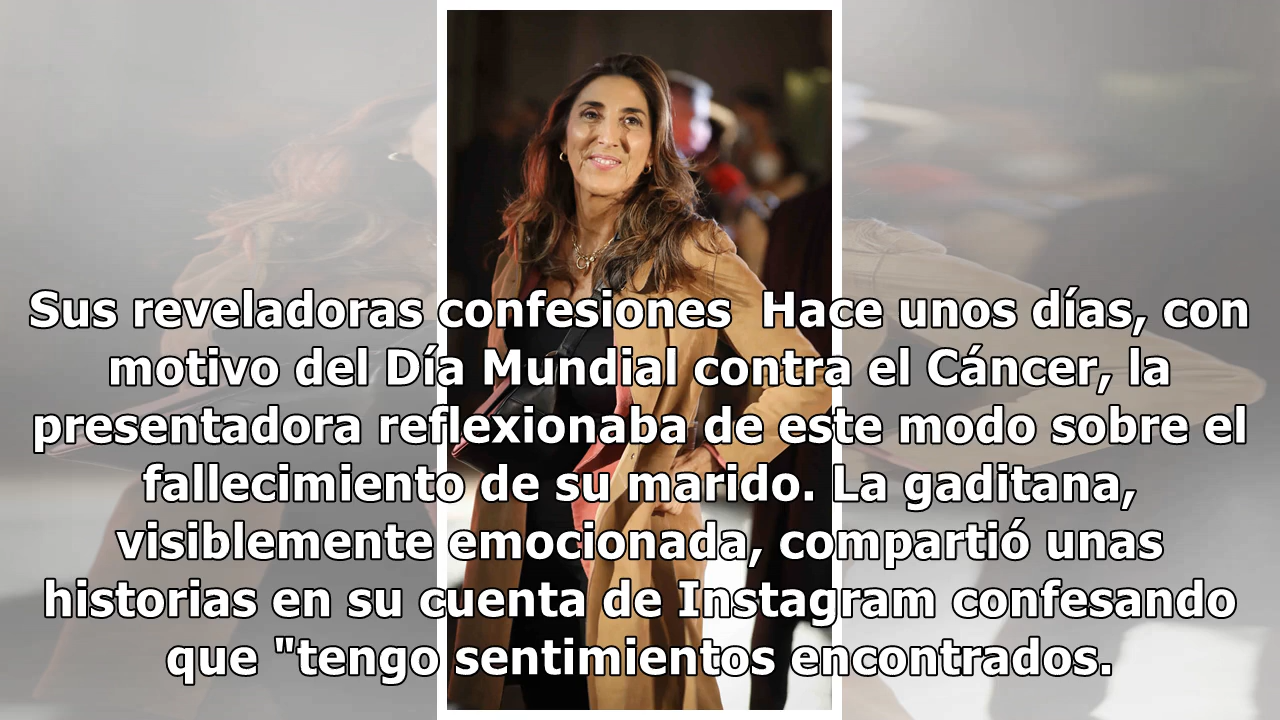 Sus reveladoras confesiones  Hace unos días, con
motivo del Día Mundial contra el Cáncer, la
presentadora reflexionaba de este modo sobre el
fallecimiento de su marido. La gaditana,
visiblemente emocionada, compartió unas
historias en su cuenta de Instagram confesando
que "tengo sentimientos encontrados.